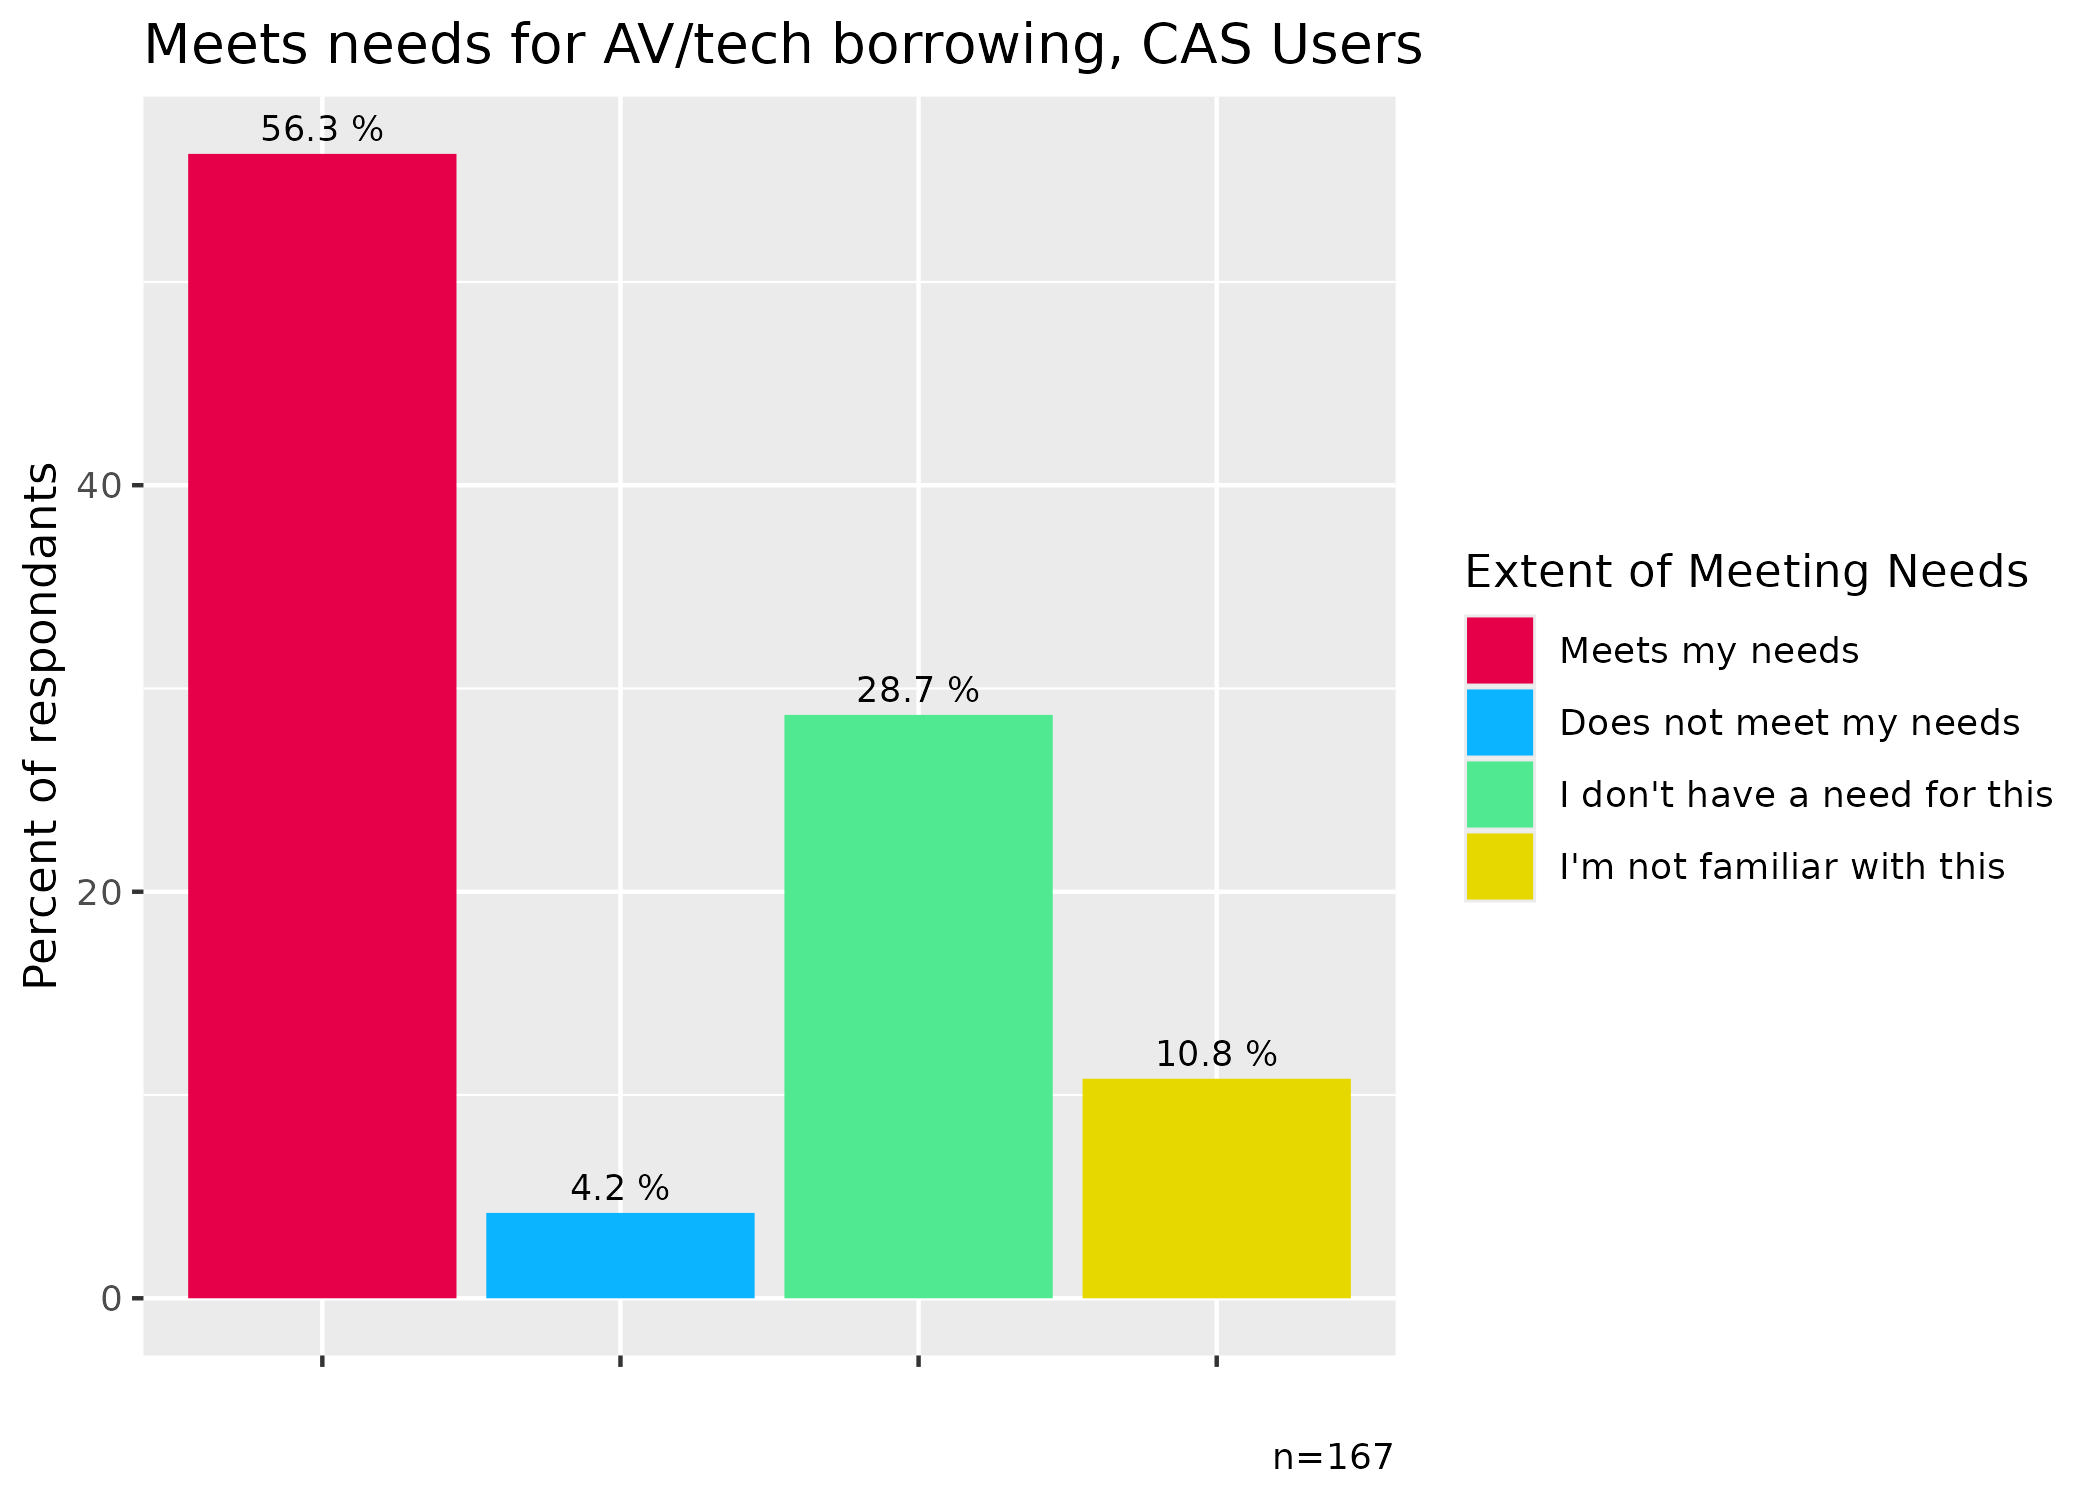 Meets needs for AV/tech borrowing, CAS Users
Percent of respondants
40
20
0
56.3 %
4.2 %
28.7 %
10.8 %
Extent of Meeting Needs
Meets my needs
Does not meet my needs
I don't have a need for this
I'm not familiar with this
n=167